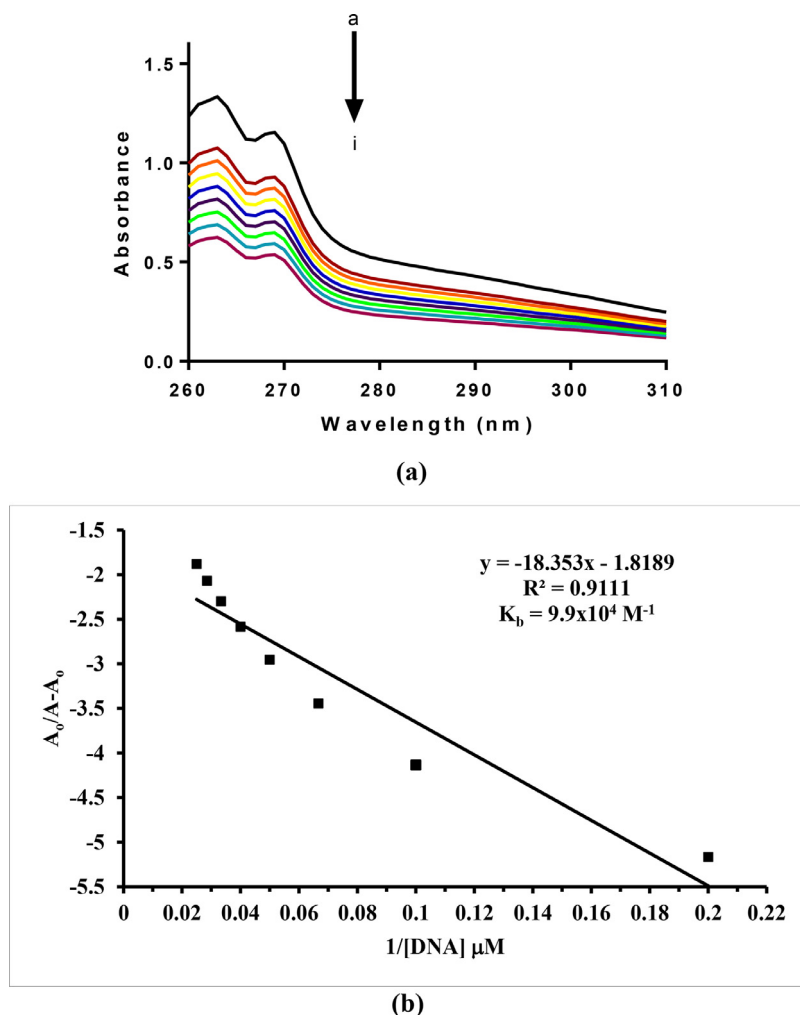 a
i
1.5
1.0
0.5
0.0
Absorbance
260 270 280 290 300 310
Wavelength (nm)
(a)
y = -18.353x - 1.8189
R² = 0.9111
K_b = 9.9x10⁴ M⁻¹
-1.5
-2
-2.5
-3
-3.5
-4
-4.5
-5
-5.5
A_o/A-A_o
0 0.02 0.04 0.06 0.08 0.1 0.12 0.14 0.16 0.18 0.2 0.22
1/[DNA] µM
(b)